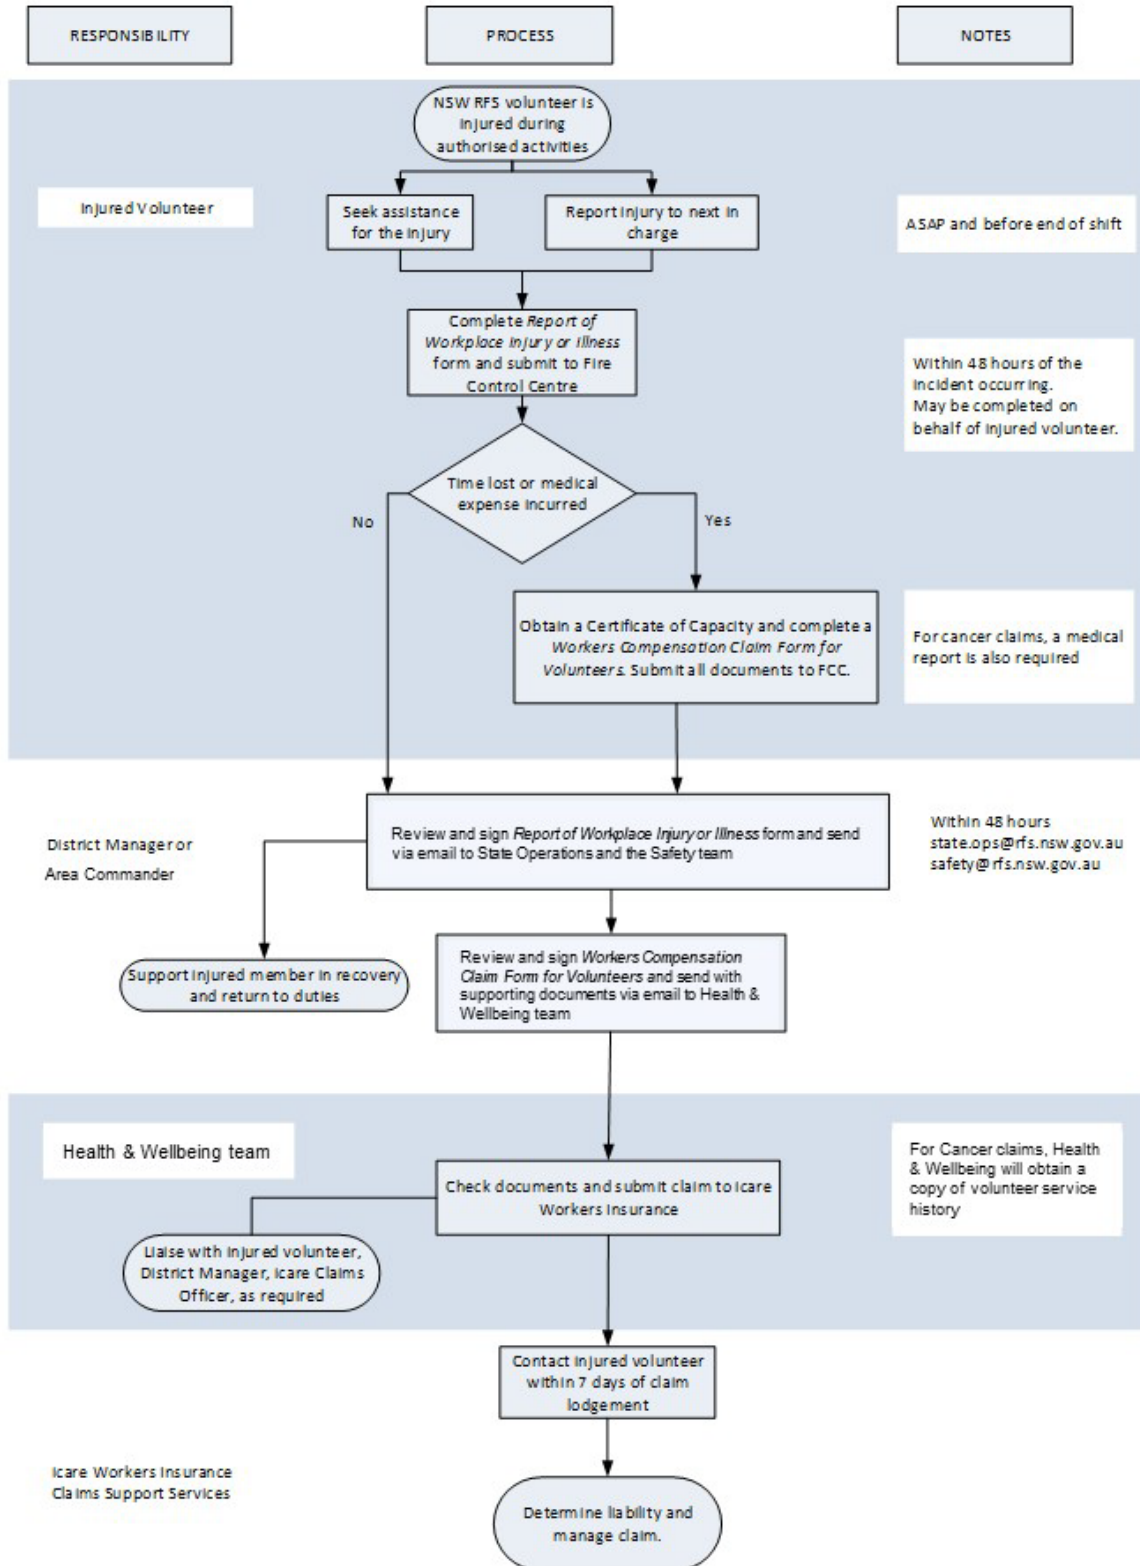 RESPONSIBILITY
PROCESS
NOTES
NSW RFS volunteer is
injured during
authorised activities
Injured Volunteer
Seek assistance
for the injury
Report injury to next in
charge
ASAP and before end of shift
Complete Report of
Workplace Injury or Illness
form and submit to Fire
Control Centre
Within 48 hours of the
incident occurring.
May be completed on
behalf of injured volunteer.
Time lost or medical
expense incurred
No
Yes
Obtain a Certificate of Capacity and complete a
Workers Compensation Claim Form for
Volunteers. Submit all documents to FCC.
For cancer claims, a medical
report is also required
District Manager or
Area Commander
Review and sign Report of Workplace Injury or Illness form and send
via email to State Operations and the Safety team
Within 48 hours
state.ops@rfs.nsw.gov.au
safety@rfs.nsw.gov.au
Support injured member in recovery
and return to duties
Review and sign Workers Compensation
Claim Form for Volunteers and send with
supporting documents via email to Health &
Wellbeing team
Health & Wellbeing team
Check documents and submit claim to icare
Workers Insurance
For Cancer claims, Health
& Wellbeing will obtain a
copy of volunteer service
history
Liaise with injured volunteer,
District Manager, icare Claims
Officer, as required
Contact injured volunteer
within 7 days of claim
lodgement
icare Workers Insurance
Claims Support Services
Determine liability and
manage claim.